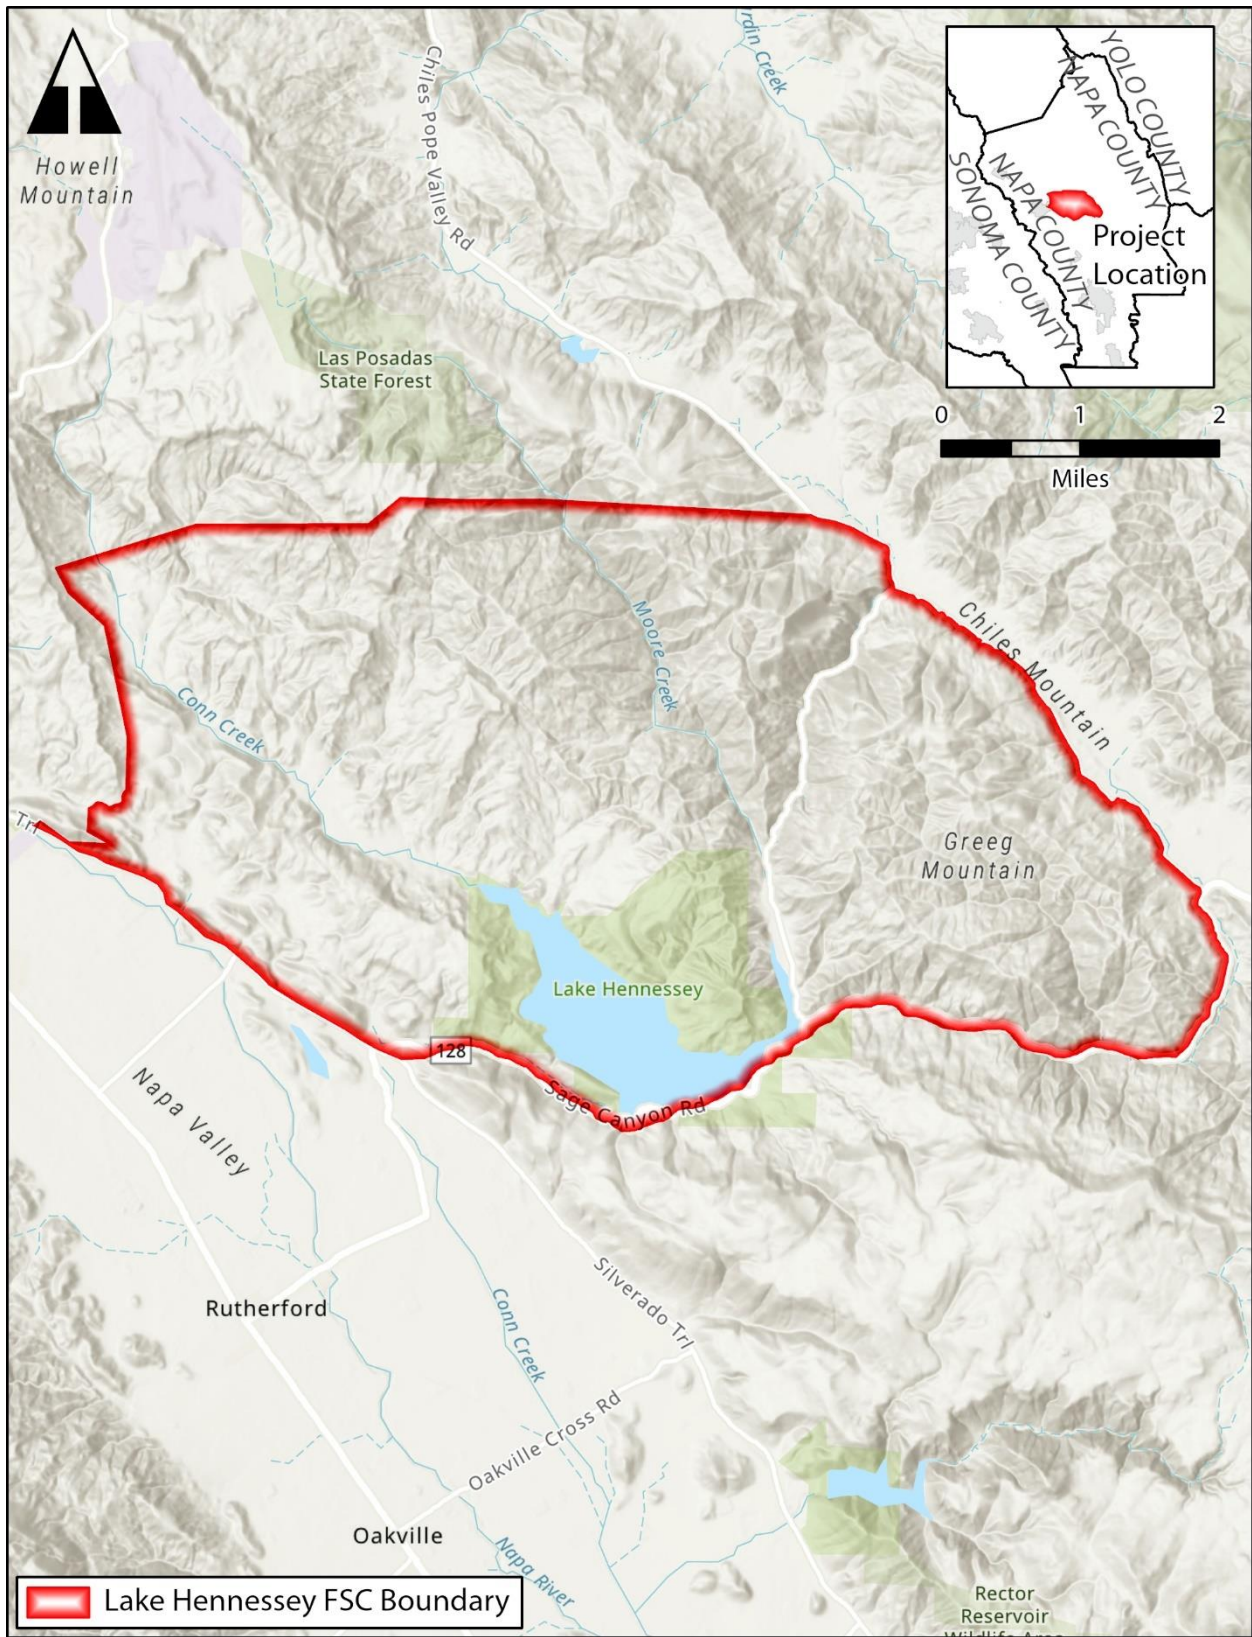 Howell
Mountain
Chiles Pope Valley Rd
rdin Creek
YOLO COUNTY
NAPA COUNTY
NAPA COUNTY
SONOMA COUNTY
Project
Location
0 1 2
Miles
Las Posadas
State Forest
Moore Creek
Chiles Mountain
Conn Creek
Trl
Greeg
Mountain
Lake Hennessey
128
Sage Canyon Rd
Napa Valley
Rutherford
Silverado Trl
Conn Creek
Oakville Cross Rd
Oakville
Napa River
Rector
Reservoir
Wildlife Area
Lake Hennessey FSC Boundary